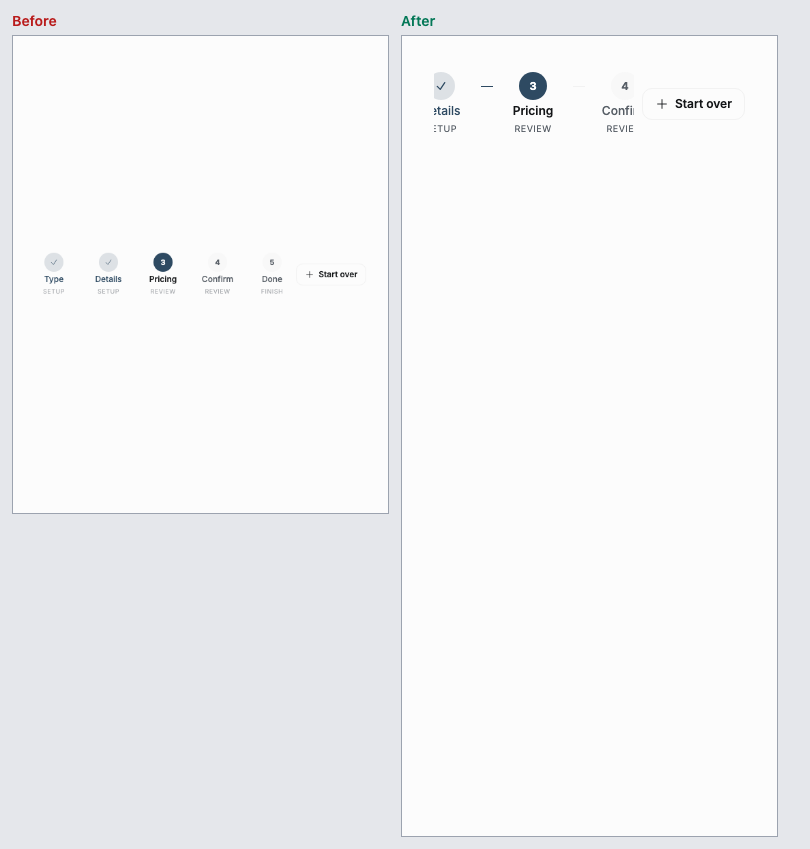 Before
3 4 5
Type Details Pricing Confirm Done
SETUP SETUP REVIEW REVIEW FINISH
+ Start over
After
3 4
etails Pricing Confi
ETUP REVIEW REVIE
+ Start over